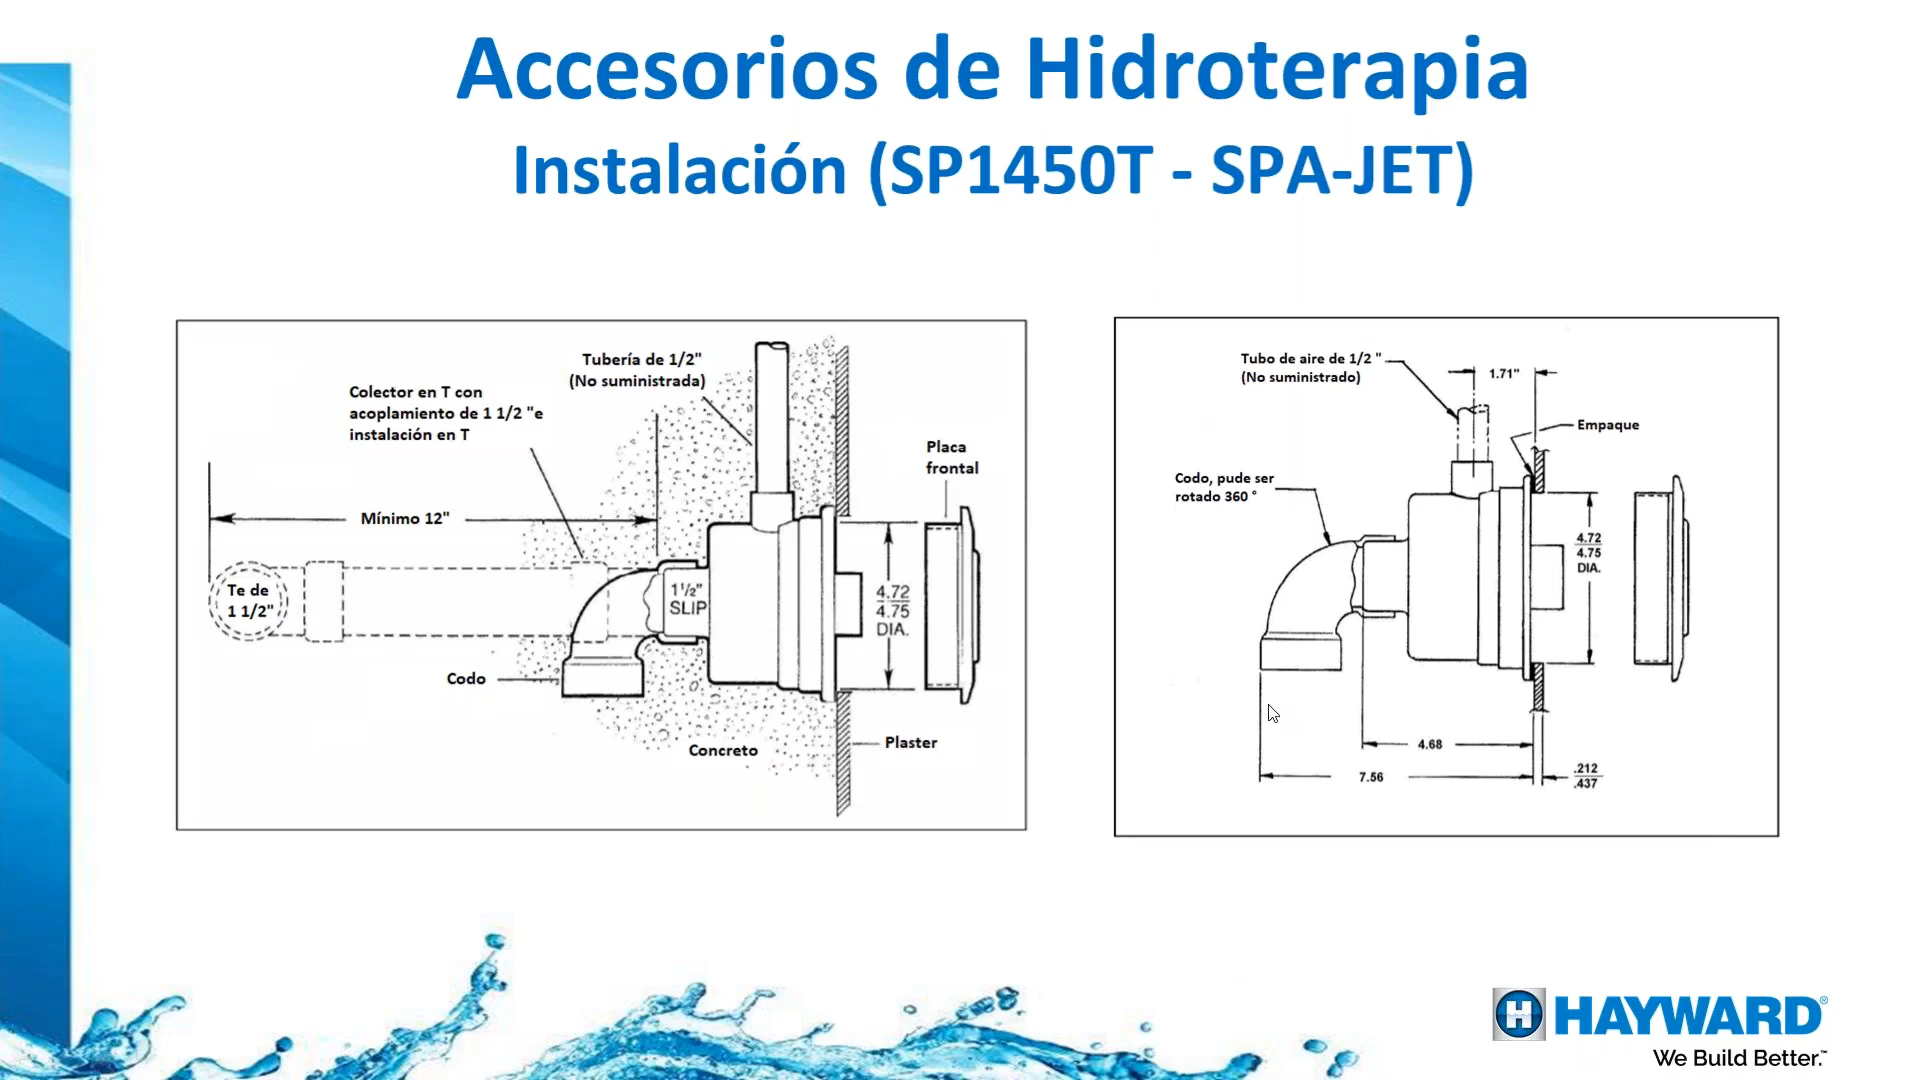 Accesorios de Hidroterapia
Instalación (SP1450T - SPA-JET)
Tubería de 1/2"
(No suministrada)
Colector en T con
acoplamiento de 1 1/2 "e
instalación en T
Placa
frontal
Mínimo 12"
Te de
1 1/2"
1½"
SLIP
4.72
4.75
DIA.
Codo
Concreto
Plaster
Tubo de aire de 1/2 "
(No suministrado)
1.71"
Empaque
Codo, pude ser
rotado 360 °
4.72
4.75
DIA.
4.68
7.56
.212
.437
H HAYWARD®
We Build Better.™